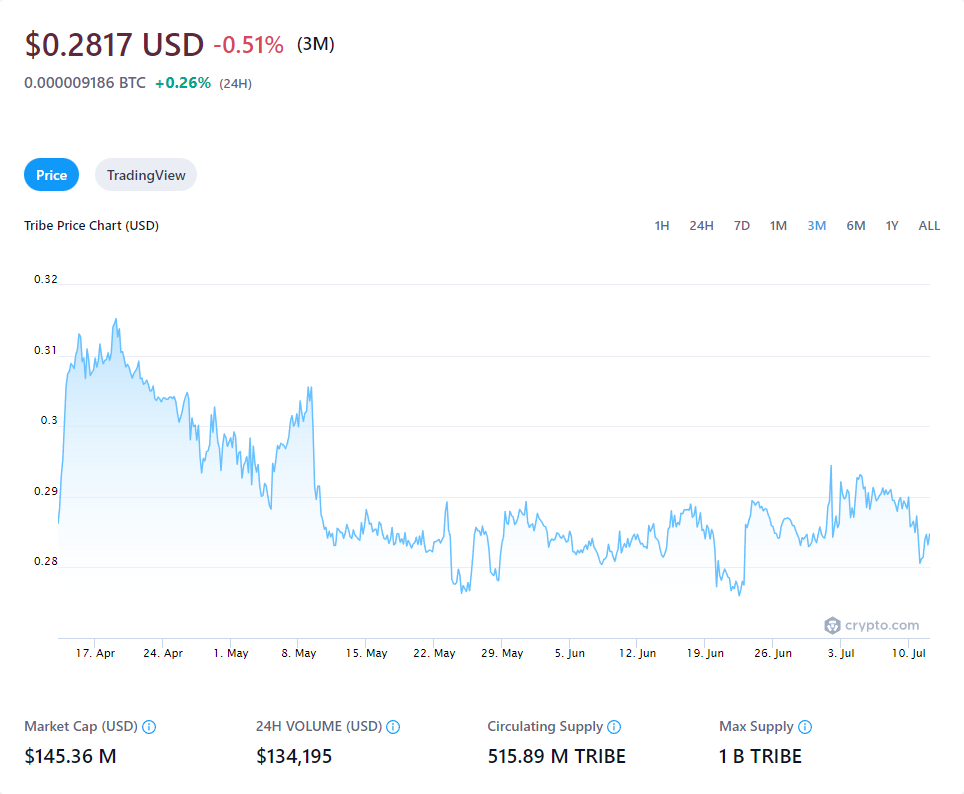 $0.2817 USD -0.51% (3M)
0.000009186 BTC +0.26% (24H)
Price TradingView
Tribe Price Chart (USD) 1H 24H 7D 1M 3M 6M 1Y ALL
0.32
0.31
0.3
0.29
0.28
crypto.com
17. Apr 24. Apr 1. May 8. May 15. May 22. May 29. May 5. Jun 12. Jun 19. Jun 26. Jun 3. Jul 10. Jul
Market Cap (USD) 24H VOLUME (USD) Circulating Supply Max Supply
$145.36 M $134,195 515.89 M TRIBE 1 B TRIBE